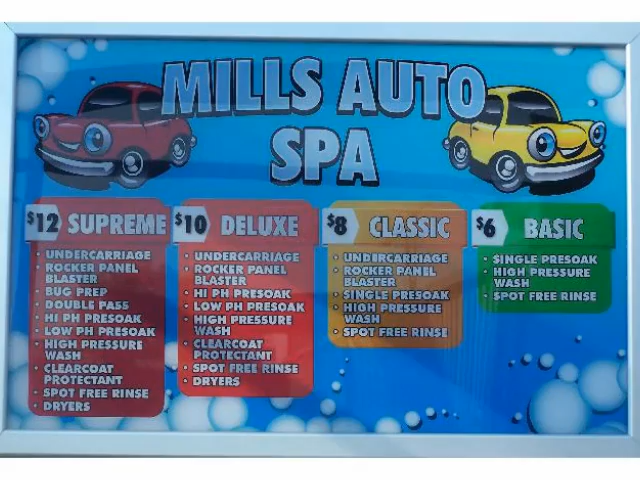 MILLS AUTO
SPA
$12 SUPREME
• UNDERCARRIAGE
• ROCKER PANEL
BLASTER
• BUG PREP
• DOUBLE PASS
• HI PH PRESOAK
• LOW PH PRESOAK
• HIGH PRESSURE
WASH
• CLEARCOAT
PROTECTANT
• SPOT FREE RINSE
• DRYERS
$10 DELUXE
• UNDERCARRIAGE
• ROCKER PANEL
BLASTER
• HI PH PRESOAK
• LOW PH PRESOAK
• HIGH PRESSURE
WASH
• CLEARCOAT
PROTECTANT
• SPOT FREE RINSE
• DRYERS
$8 CLASSIC
• UNDERCARRIAGE
• ROCKER PANEL
BLASTER
• SINGLE PRESOAK
• HIGH PRESSURE
WASH
• SPOT FREE RINSE
$6 BASIC
• SINGLE PRESOAK
• HIGH PRESSURE
WASH
• SPOT FREE RINSE